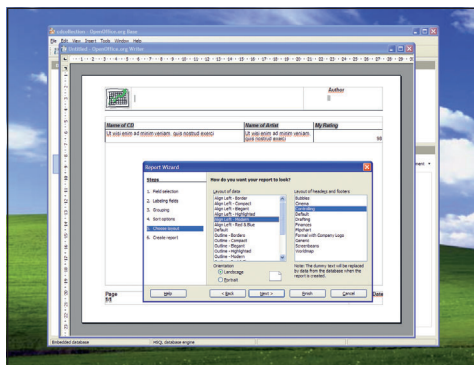 cdcollection - OpenOffice.org Base
File Edit View Insert Tools Window Help
Untitled - OpenOffice.org Writer
Author
Name of CD Name of Artist My Rating
Ut wisi enim ad minim veniam, quis nostrud exerci Ut wisi enim ad minim veniam, quis nostrud exerci 98
Report Wizard
Steps
1. Field selection
2. Labeling fields
3. Grouping
4. Sort options
5. Choose layout
6. Create report
How do you want your report to look?
Layout of data
Align Left - Border
Align Left - Compact
Align Left - Elegant
Align Left - Highlighted
Align Left - Modern
Align Left - Red & Blue
Default
Outline - Borders
Outline - Compact
Outline - Elegant
Outline - Highlighted
Outline - Modern
Layout of headers and footers
Bubbles
Cinema
Controlling
Default
Drafting
Finances
Flipchart
Formal with Company Logo
Generic
Worldmap
Orientation
Landscape
Portrait
Note: The dummy text will be replaced
by data from the database when the
report is created.
Help < Back Next > Finish Cancel
Page Date
Embedded database HSQL database engine